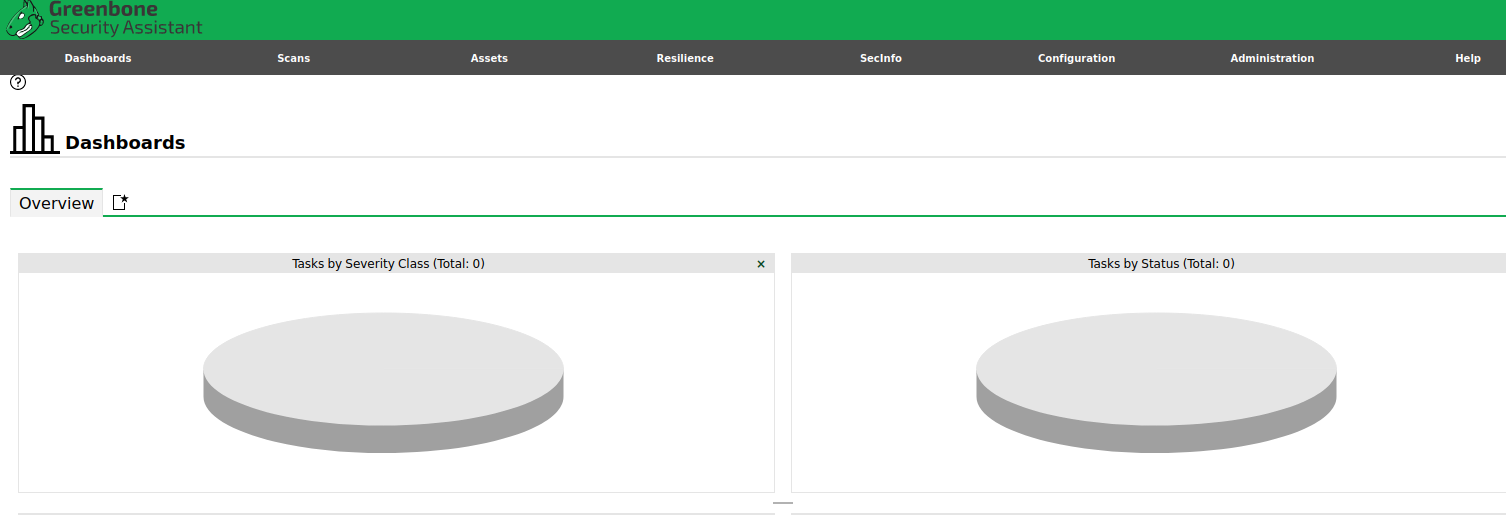 Greenbone
Security Assistant
Dashboards Scans Assets Resilience SecInfo Configuration Administration Help
?
Dashboards
Overview
Tasks by Severity Class (Total: 0) × Tasks by Status (Total: 0)